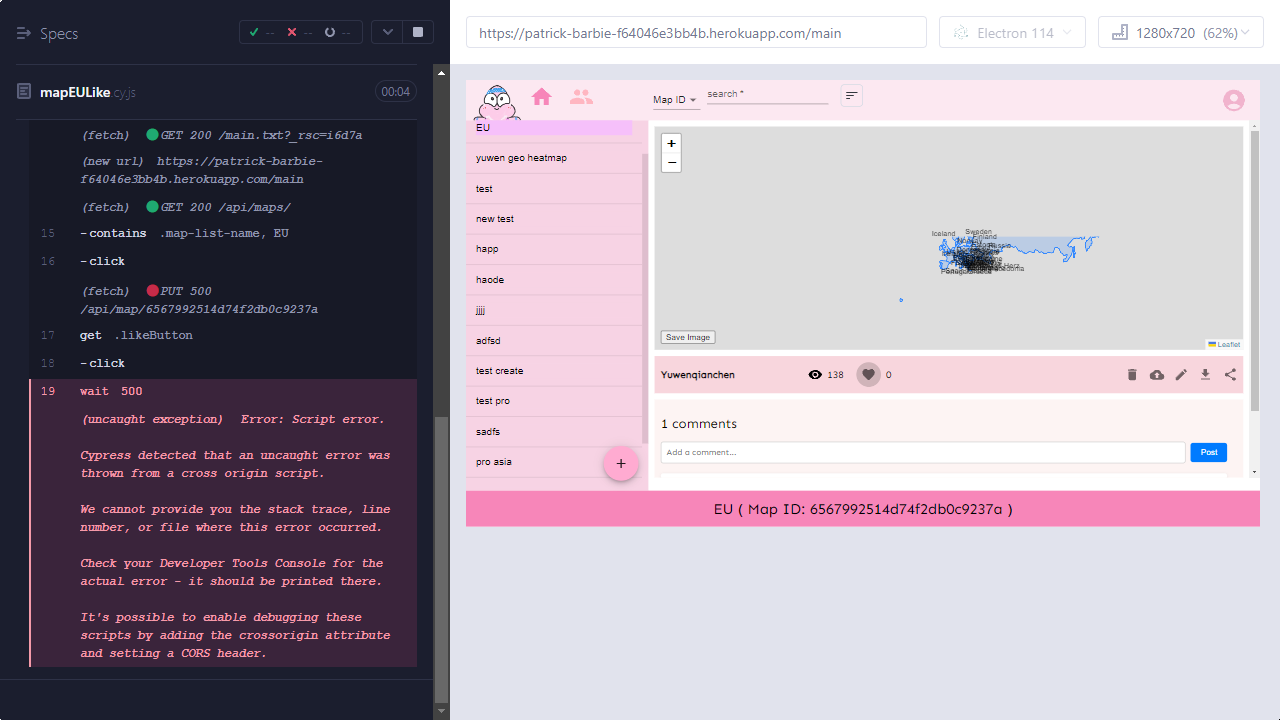 Specs
-- -- --
mapEULike.cy.js
00:04
(fetch) GET 200 /main.txt?_rsc=i6d7a
(new url) https://patrick-barbie-
f64046e3bb4b.herokuapp.com/main
(fetch) GET 200 /api/maps/
15 -contains .map-list-name, EU
16 -click
(fetch) PUT 500
/api/map/6567992514d74f2db0c9237a
17 get .likeButton
18 -click
19 wait 500
(uncaught exception) Error: Script error.
Cypress detected that an uncaught error was
thrown from a cross origin script.
We cannot provide you the stack trace, line
number, or file where this error occurred.
Check your Developer Tools Console for the
actual error - it should be printed there.
It's possible to enable debugging these
scripts by adding the crossorigin attribute
and setting a CORS header.
https://patrick-barbie-f64046e3bb4b.herokuapp.com/main
Electron 114
1280x720 (62%)
Map ID
search *
EU
yuwen geo heatmap
test
new test
happ
haode
jjjj
adfsd
test create
test pro
sadfs
pro asia
+
+
−
Iceland
Sweden
Finland
Russia
Save Image
Leaflet
Yuwenqianchen
138
0
1 comments
Add a comment...
Post
EU ( Map ID: 6567992514d74f2db0c9237a )